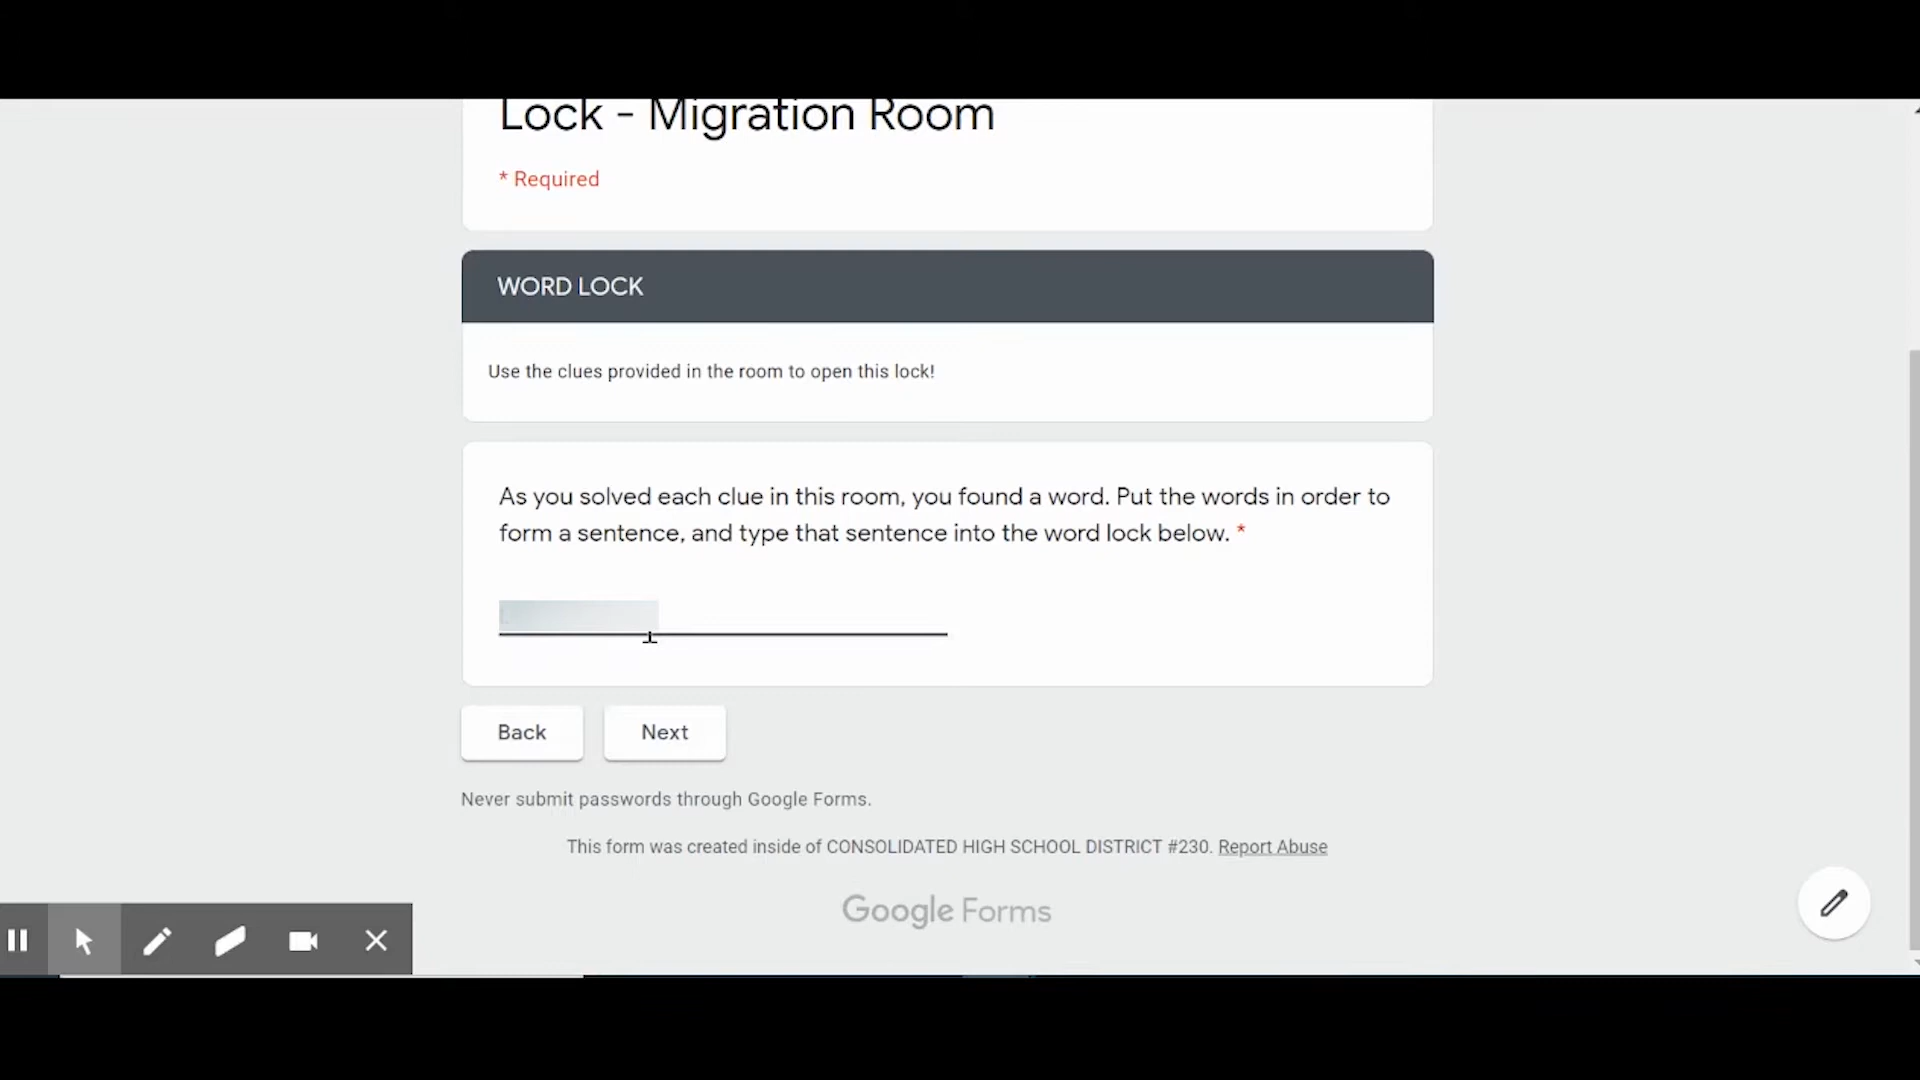 Lock - Migration Room
* Required
WORD LOCK
Use the clues provided in the room to open this lock!
As you solved each clue in this room, you found a word. Put the words in order to
form a sentence, and type that sentence into the word lock below. *
Back
Next
Never submit passwords through Google Forms.
This form was created inside of CONSOLIDATED HIGH SCHOOL DISTRICT #230. Report Abuse
Google Forms